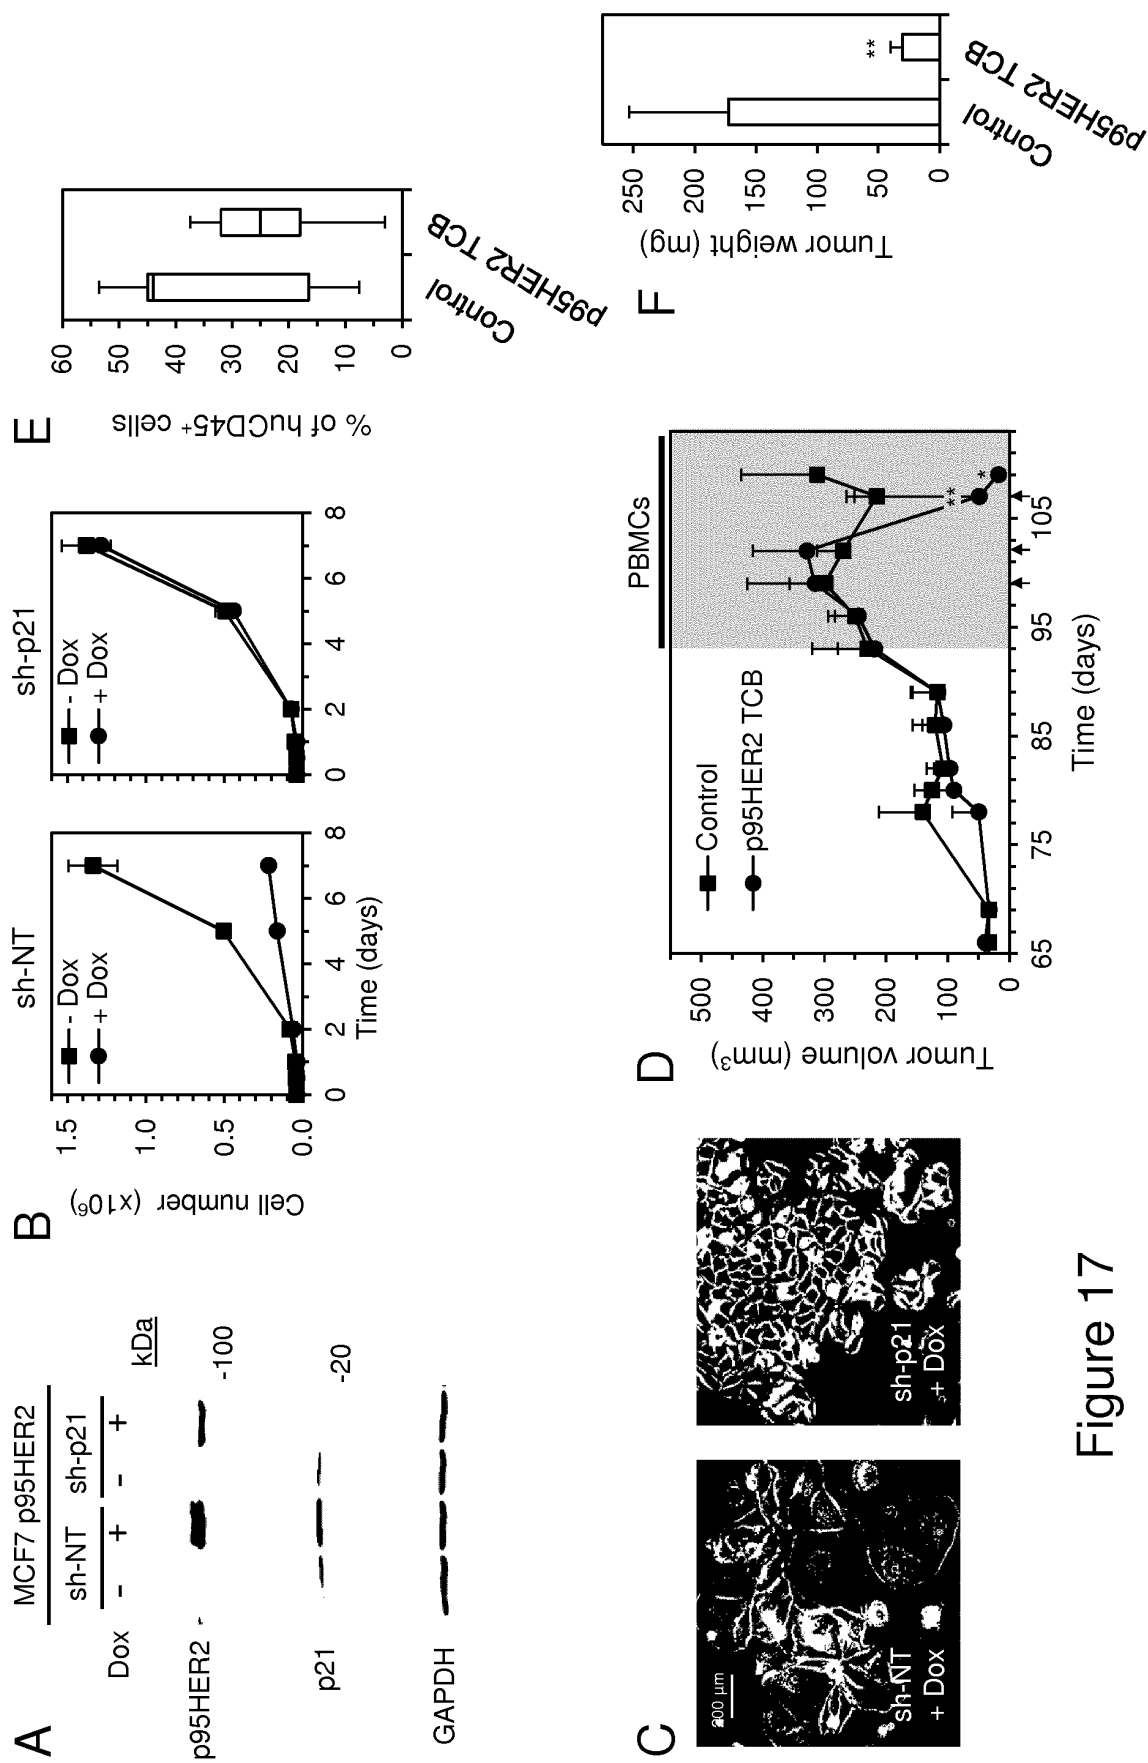 A
MCF7 p95HER2
sh-NT sh-p21
Dox - + - + kDa
p95HER2 -100
p21 -20
GAPDH
B
sh-NT
Cell number (x10⁶)
1.5
1.0
0.5
0.0
- Dox
+ Dox
0 2 4 6 8
Time (days)
sh-p21
- Dox
+ Dox
0 2 4 6 8
E
% of huCD45⁺ cells
60
50
40
30
20
10
0
Control
p95HER2 TCB
C
200 µm
sh-NT
+ Dox
sh-p21
+ Dox
D
PBMCs
Tumor volume (mm³)
500
400
300
200
100
0
Control
p95HER2 TCB
**
*
65 75 85 95 105
Time (days)
F
Tumor weight (mg)
250
200
150
100
50
0
**
Control
p95HER2 TCB
Figure 17